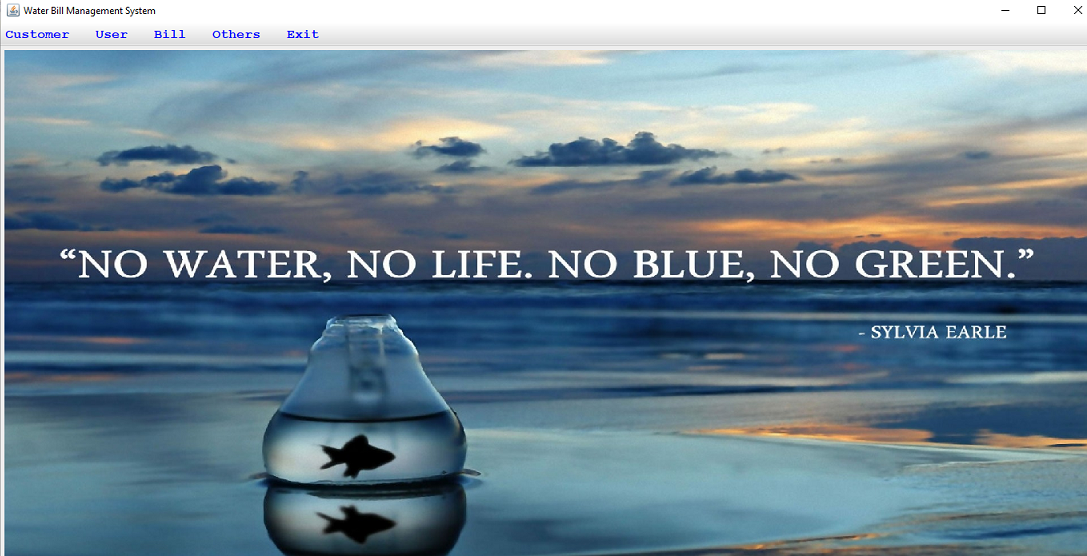 Water Bill Management System
Customer User Bill Others Exit
“NO WATER, NO LIFE. NO BLUE, NO GREEN.”
- SYLVIA EARLE